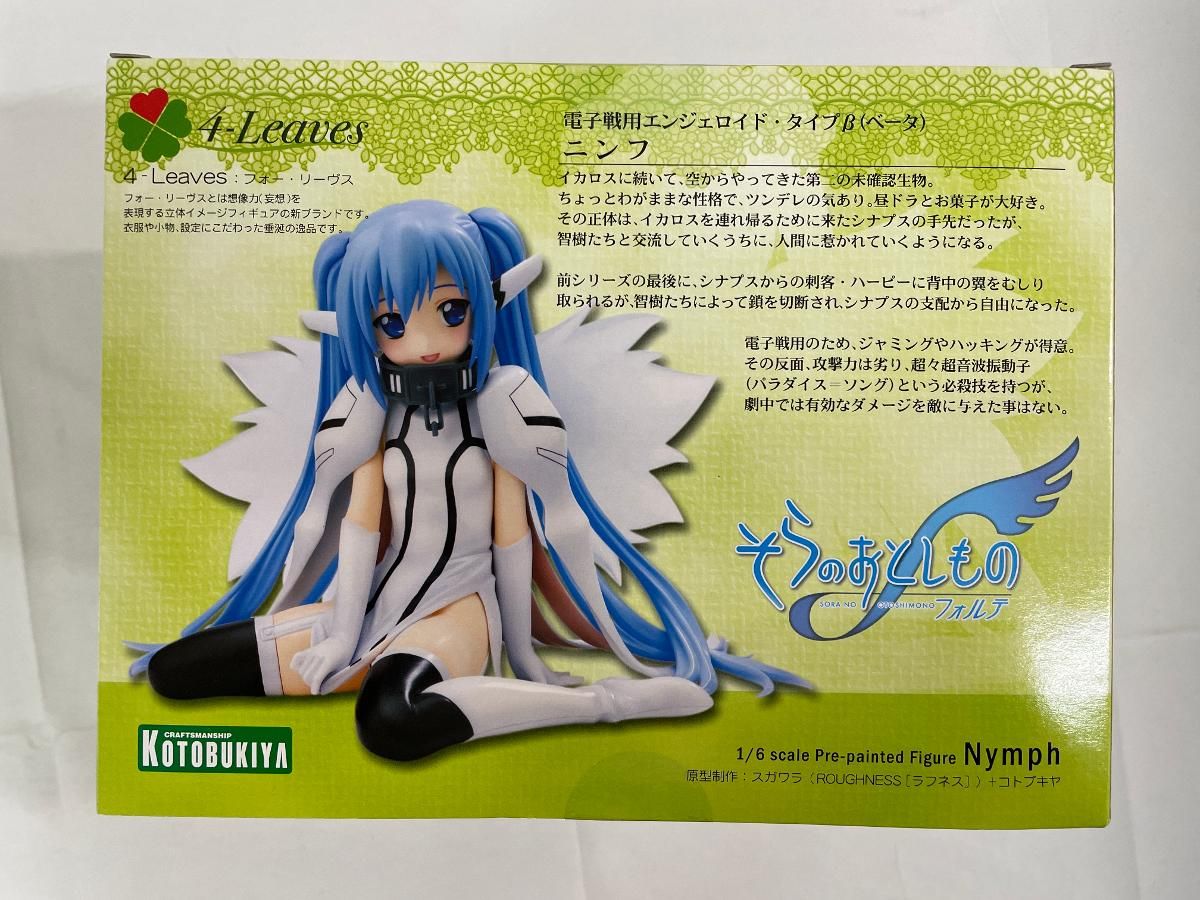 4-Leaves
4-Leaves：フォー・リーヴス
フォー・リーヴスとは想像力(妄想)を
表現する立体イメージフィギュアの新ブランドです。
衣服や小物、設定にこだわった垂涎の逸品です。
電子戦用エンジェロイド・タイプβ(ベータ)
ニンフ
イカロスに続いて、空からやってきた第二の未確認生物。
ちょっとわがままな性格で、ツンデレの気あり。昼ドラとお菓子が大好き。
その正体は、イカロスを連れ帰るために来たシナプスの手先だったが、
智樹たちと交流していくうちに、人間に惹かれていくようになる。
前シリーズの最後に、シナプスからの刺客・ハーピーに背中の翼をむしり
取られるが、智樹たちによって鎖を切断され、シナプスの支配から自由になった。
電子戦用のため、ジャミングやハッキングが得意。
その反面、攻撃力は劣り、超々超音波振動子
(パラダイス＝ソング)という必殺技を持つが、
劇中では有効なダメージを敵に与えた事はない。
そらのおとしもの
SORA NO OTOSHIMONO
フォルテ
CRAFTSMANSHIP
KOTOBUKIYA
1/6 scale Pre-painted Figure Nymph
原型制作：スガワラ（ROUGHNESS［ラフネス］）＋コトブキヤ